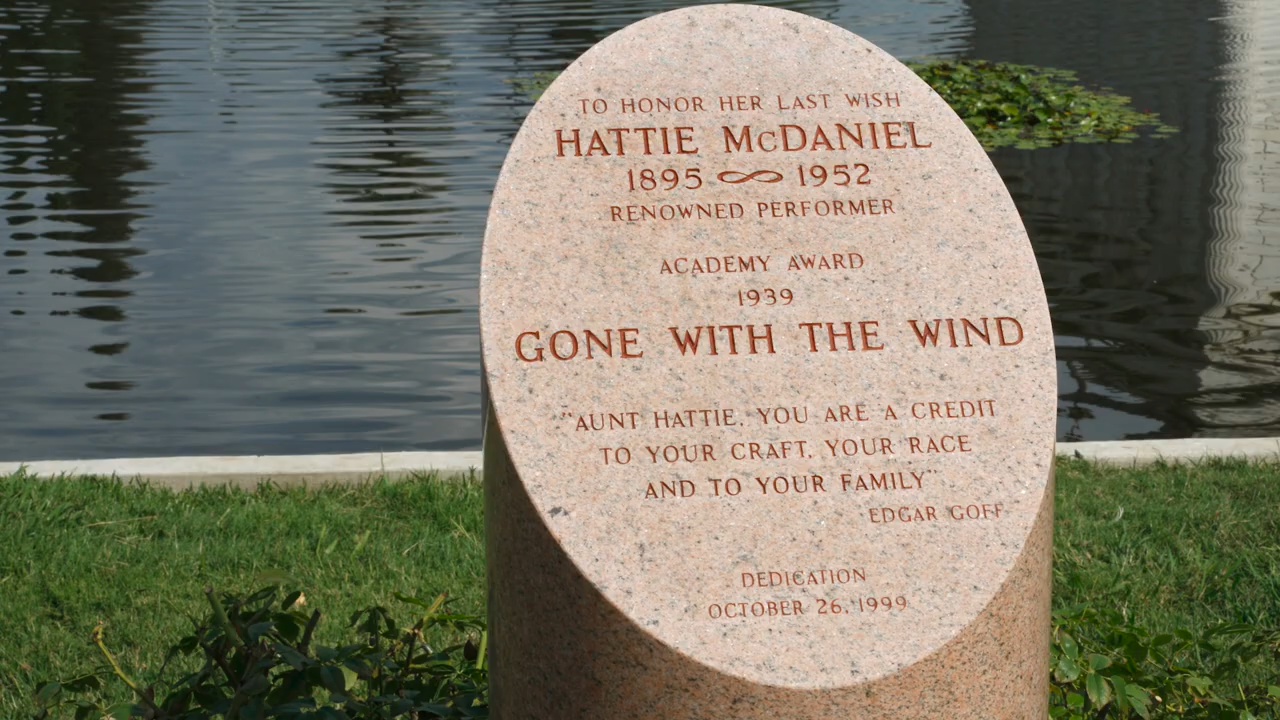 TO HONOR HER LAST WISH
HATTIE McDANIEL
1895 ∞ 1952
RENOWNED PERFORMER
ACADEMY AWARD
1939
GONE WITH THE WIND
"AUNT HATTIE, YOU ARE A CREDIT
TO YOUR CRAFT, YOUR RACE
AND TO YOUR FAMILY"
EDGAR GOFF
DEDICATION
OCTOBER 26, 1999